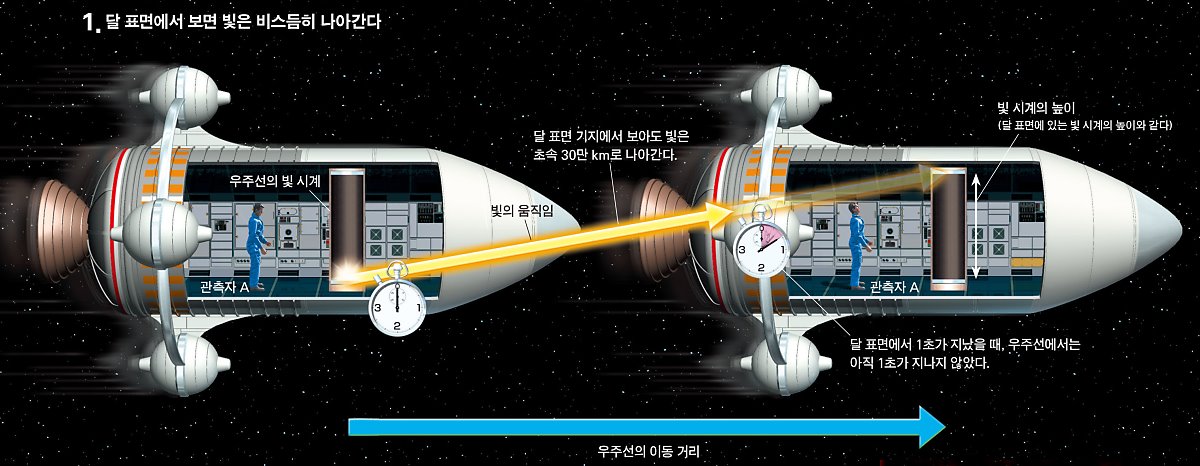 1. 달 표면에서 보면 빛은 비스듬히 나아간다
빛 시계의 높이
(달 표면에 있는 빛 시계의 높이와 같다)
달 표면 기지에서 보아도 빛은
초속 30만 km로 나아간다.
우주선의 빛 시계
빛의 움직임
관측자 A
3 1
2
관측자 A
3 1
2
달 표면에서 1초가 지났을 때, 우주선에서는
아직 1초가 지나지 않았다.
우주선의 이동 거리